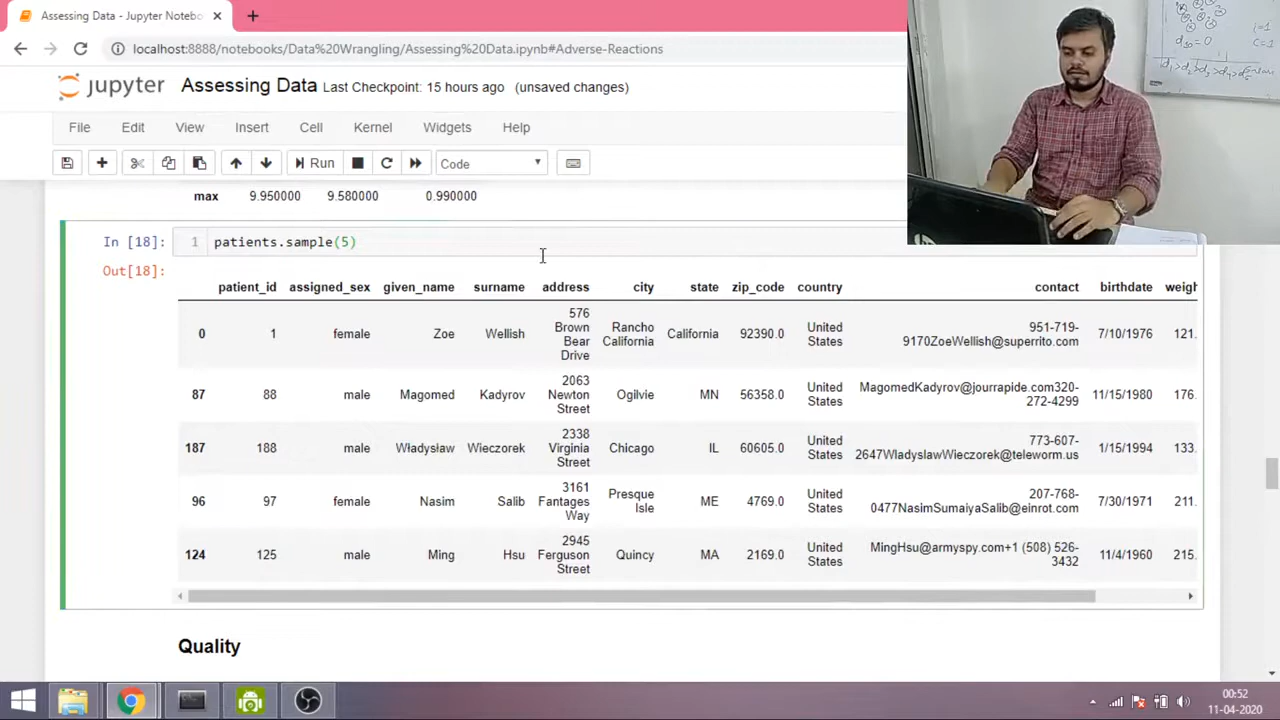 Assessing Data - Jupyter Notebo
localhost:8888/notebooks/Data%20Wrangling/Assessing%20Data.ipynb#Adverse-Reactions
jupyter Assessing Data Last Checkpoint: 15 hours ago (unsaved changes)
File Edit View Insert Cell Kernel Widgets Help
Run Code
max 9.950000 9.580000 0.990000
In [18]: 1 patients.sample(5)
Out[18]:
patient_id assigned_sex given_name surname address city state zip_code country contact birthdate weigh
0 1 female Zoe Wellish 576 Brown Bear Drive Rancho California California 92390.0 United States 951-719-9170ZoeWellish@superrito.com 7/10/1976 121.
87 88 male Magomed Kadyrov 2063 Newton Street Ogilvie MN 56358.0 United States MagomedKadyrov@jourrapide.com320-272-4299 11/15/1980 176.
187 188 male Władysław Wieczorek 2338 Virginia Street Chicago IL 60605.0 United States 773-607-2647WladyslawWieczorek@teleworm.us 1/15/1994 133.
96 97 female Nasim Salib 3161 Fantages Way Presque Isle ME 4769.0 United States 207-768-0477NasimSumaiyaSalib@einrot.com 7/30/1971 211.
124 125 male Ming Hsu 2945 Ferguson Street Quincy MA 2169.0 United States MingHsu@armyspy.com+1 (508) 526-3432 11/4/1960 215.
Quality
00:52
11-04-2020